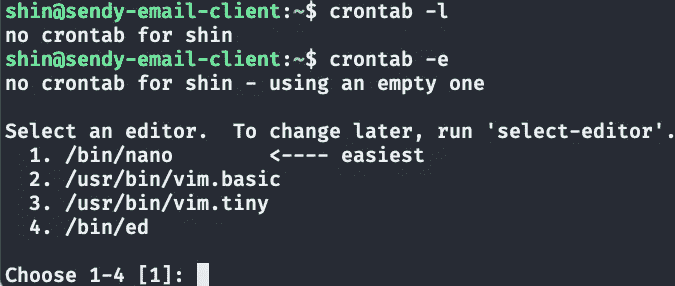 shin@sendy-email-client:~$ crontab -l
no crontab for shin
shin@sendy-email-client:~$ crontab -e
no crontab for shin - using an empty one
Select an editor.  To change later, run 'select-editor'.
  1. /bin/nano        <---- easiest
  2. /usr/bin/vim.basic
  3. /usr/bin/vim.tiny
  4. /bin/ed
Choose 1-4 [1]: